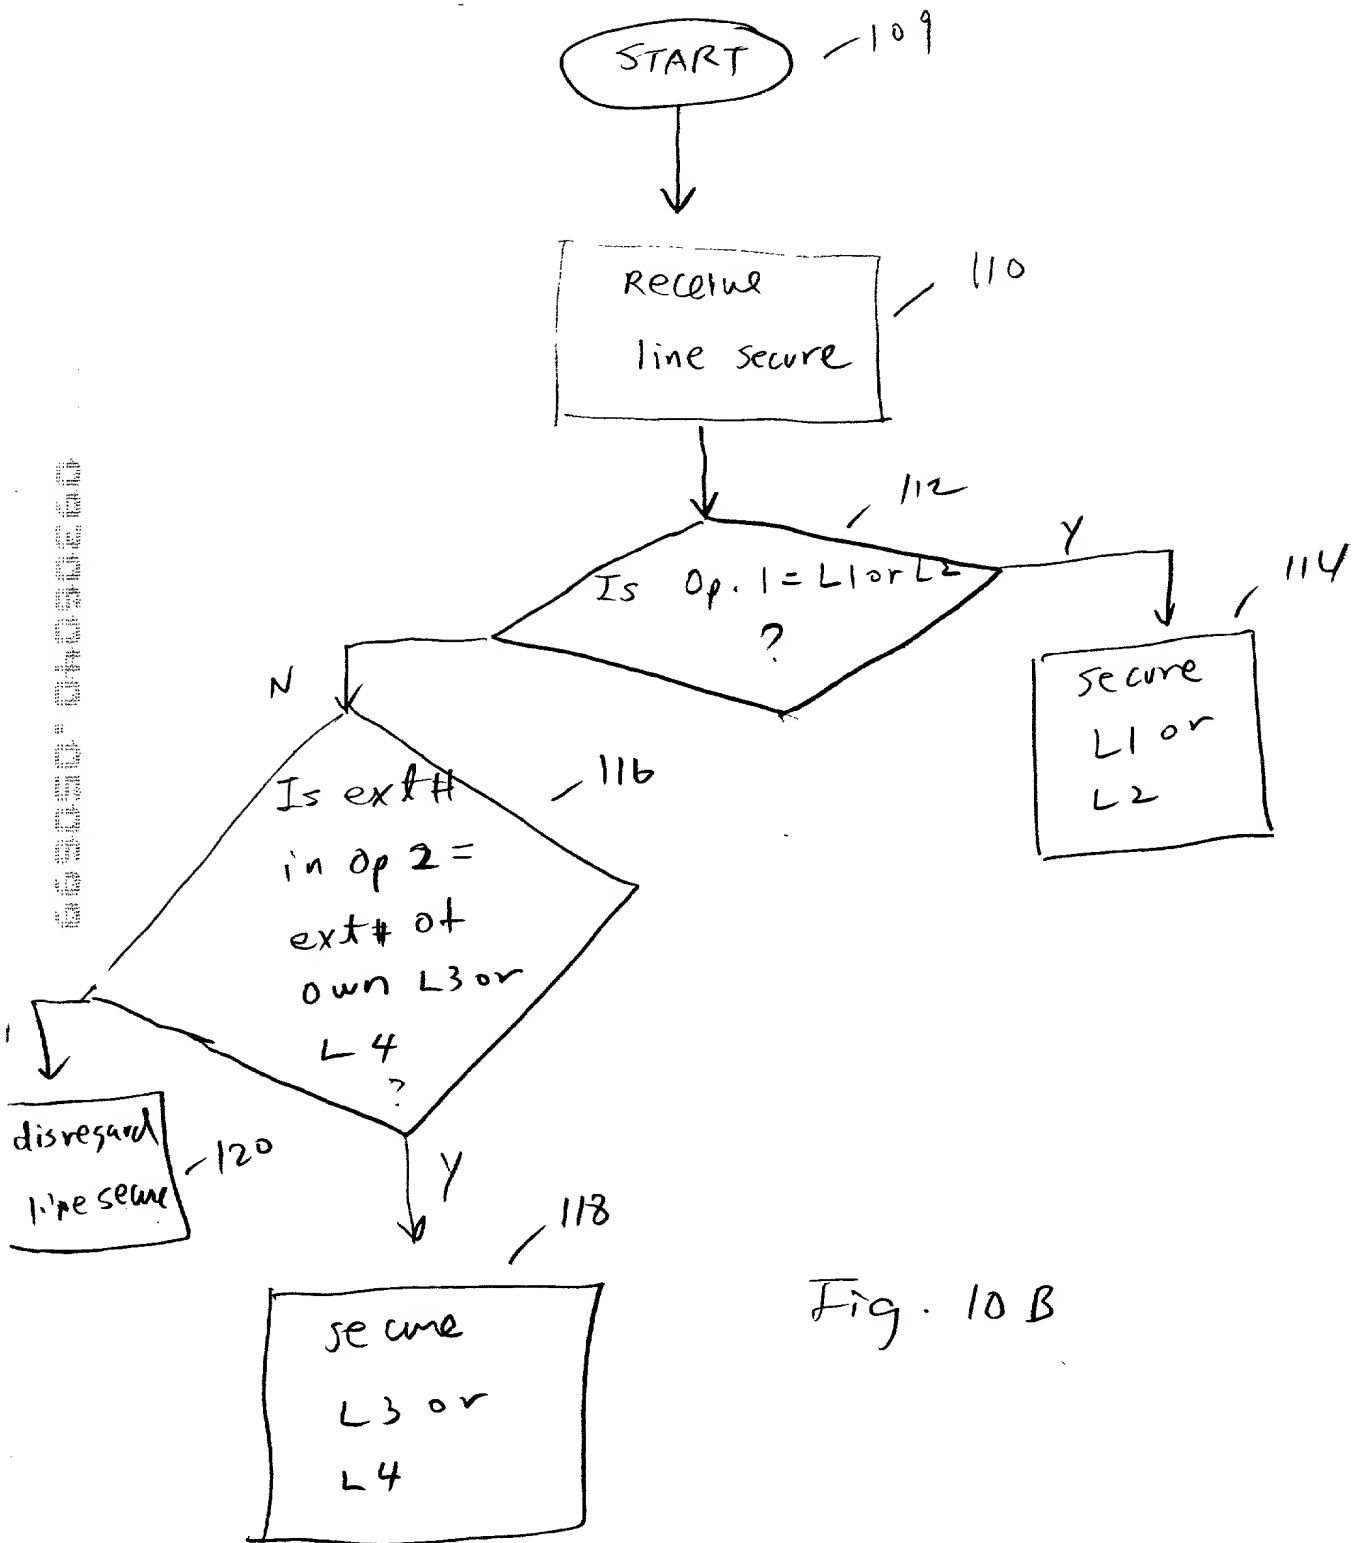 START
109
Receive
line secure
110
112
Is Op. 1 = L1 or L2
?
Y
114
secure
L1 or
L2
N
116
Is ext #
in Op 2 =
ext # of
own L3 or
L4
?
disregard
line secure
120
Y
118
secure
L3 or
L4
Fig. 10 B